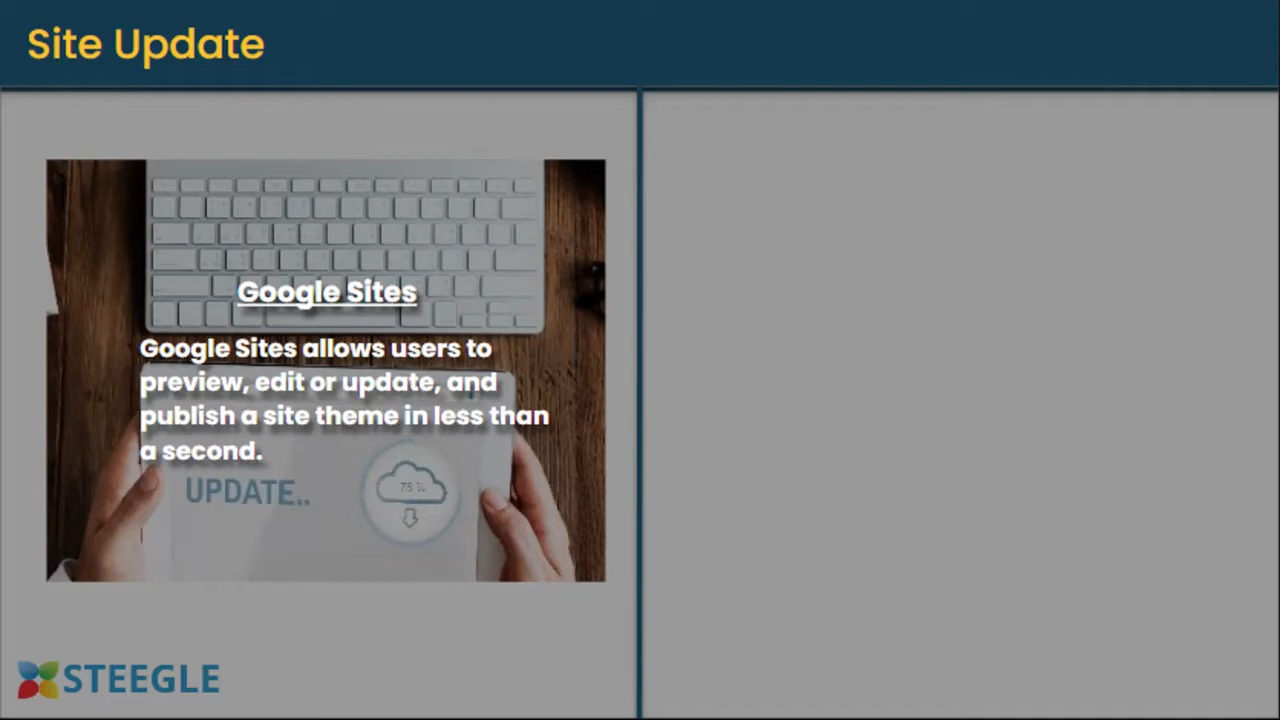 Site Update
Google Sites
Google Sites allows users to
preview, edit or update, and
publish a site theme in less than
a second.
75 %
UPDATE..
STEEGLE